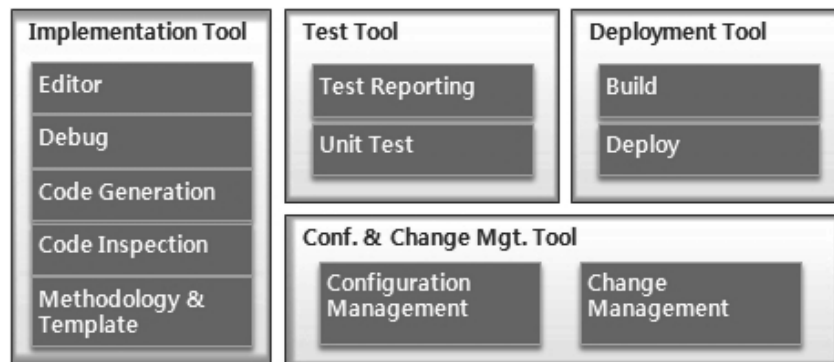 Implementation Tool
Editor
Debug
Code Generation
Code Inspection
Methodology &
Template
Test Tool
Test Reporting
Unit Test
Deployment Tool
Build
Deploy
Conf. & Change Mgt. Tool
Configuration
Management
Change
Management